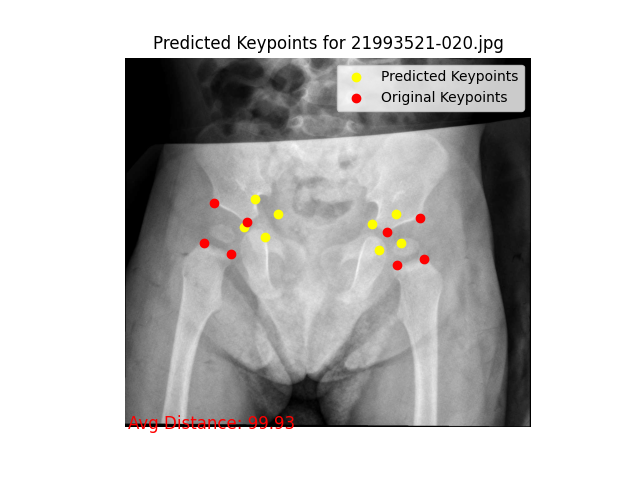 Predicted Keypoints for 21993521-020.jpg
Predicted Keypoints
Original Keypoints
Avg Distance: 99.93